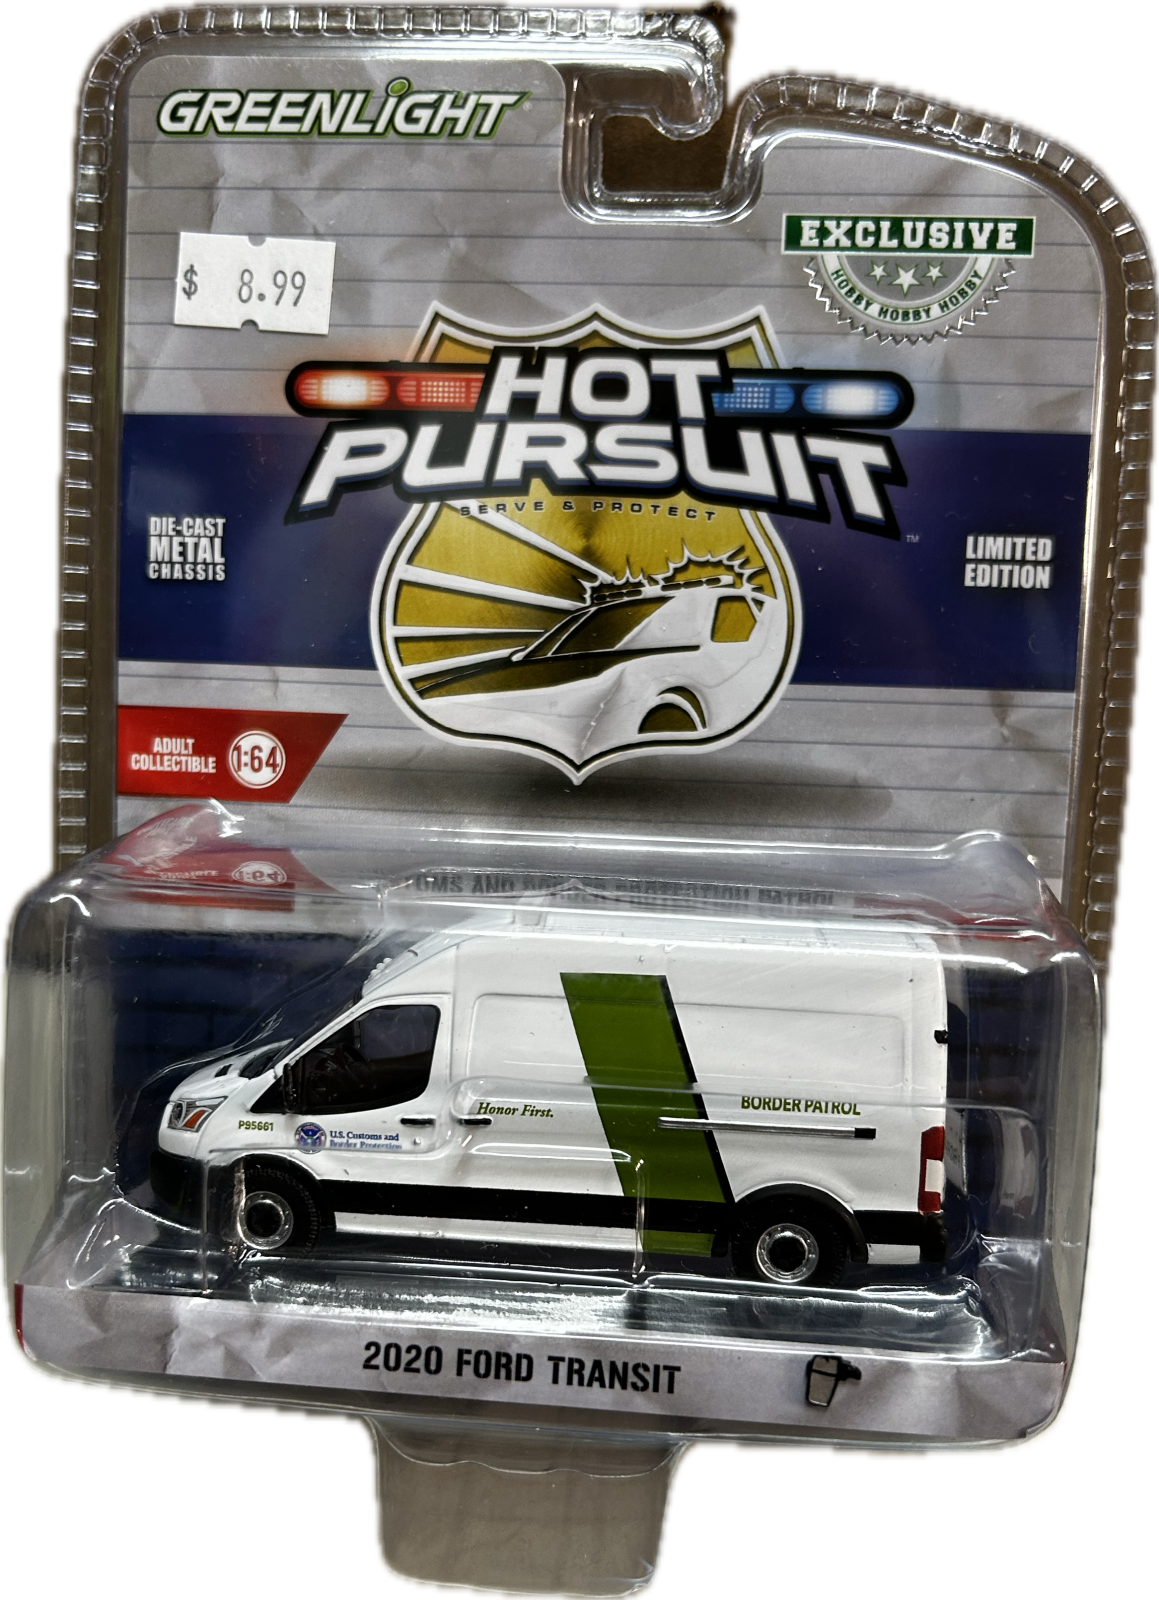 GREENLIGHT
$ 8.99
EXCLUSIVE
HOBBY HOBBY HOBBY
HOT
PURSUIT
SERVE & PROTECT
TM
DIE-CAST
METAL
CHASSIS
LIMITED
EDITION
ADULT
COLLECTIBLE
1:64
Honor First.
BORDER PATROL
P95661
U.S. Customs and
Border Protection
2020 FORD TRANSIT